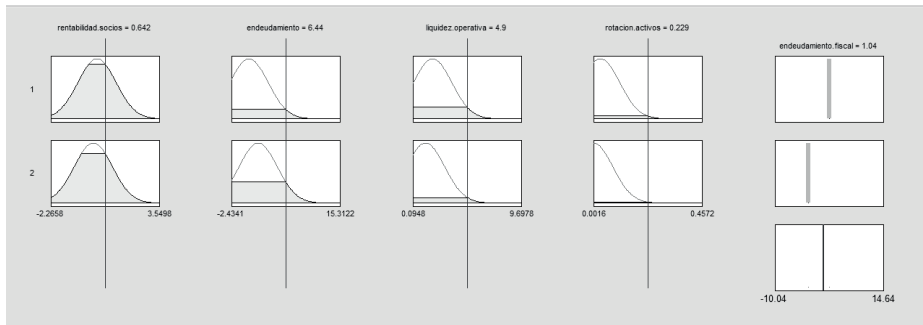 rentabilidad.socios = 0.642
endeudamiento = 6.44
liquidez.operativa = 4.9
rotacion.activos = 0.229
endeudamiento.fiscal = 1.04
1
2
-2.2658 3.5498
-2.4341 15.3122
0.0948 9.6978
0.0016 0.4572
-10.04 14.64